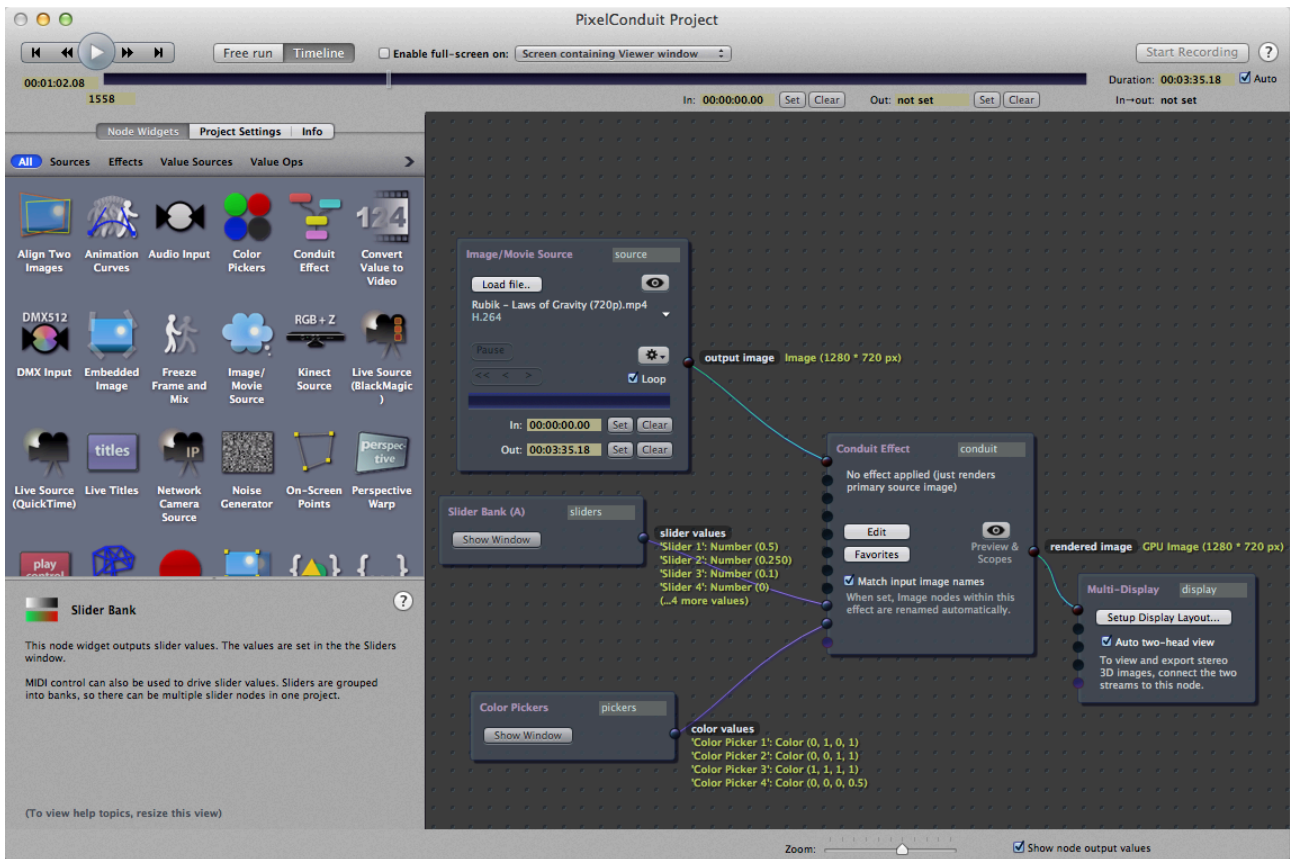 PixelConduit Project
Free run Timeline
Enable full-screen on: Screen containing Viewer window
Start Recording ?
00:01:02.08
Duration: 00:03:35.18 Auto
1558
In: 00:00:00.00 Set Clear Out: not set Set Clear In→out: not set
Node Widgets Project Settings Info
All Sources Effects Value Sources Value Ops
124
Align Two
Images
Animation
Curves
Audio Input
Color
Pickers
Conduit
Effect
Convert
Value to
Video
DMX512
RGB + Z
DMX Input
Embedded
Image
Freeze
Frame and
Mix
Image/
Movie
Source
Kinect
Source
Live Source
(BlackMagic
)
titles
IP
perspec-
tive
Live Source
(QuickTime)
Live Titles
Network
Camera
Source
Noise
Generator
On-Screen
Points
Perspective
Warp
play
control
{ } { }
Slider Bank
?
This node widget outputs slider values. The values are set in the the Sliders
window.
MIDI control can also be used to drive slider values. Sliders are grouped
into banks, so there can be multiple slider nodes in one project.
(To view help topics, resize this view)
Image/Movie Source source
Load file..
Rubik - Laws of Gravity (720p).mp4
H.264
Pause
<< < >
Loop
In: 00:00:00.00 Set Clear
Out: 00:03:35.18 Set Clear
output image Image (1280 * 720 px)
Slider Bank (A) sliders
Show Window
slider values
'Slider 1': Number (0.5)
'Slider 2': Number (0.250)
'Slider 3': Number (0.1)
'Slider 4': Number (0)
(...4 more values)
Color Pickers pickers
Show Window
color values
'Color Picker 1': Color (0, 1, 0, 1)
'Color Picker 2': Color (0, 0, 1, 1)
'Color Picker 3': Color (1, 1, 1, 1)
'Color Picker 4': Color (0, 0, 0, 0.5)
Conduit Effect conduit
No effect applied (just renders
primary source image)
Edit
Favorites
Preview &
Scopes
Match input image names
When set, Image nodes within this
effect are renamed automatically.
rendered image GPU Image (1280 * 720 px)
Multi-Display display
Setup Display Layout...
Auto two-head view
To view and export stereo
3D images, connect the two
streams to this node.
Zoom:
Show node output values